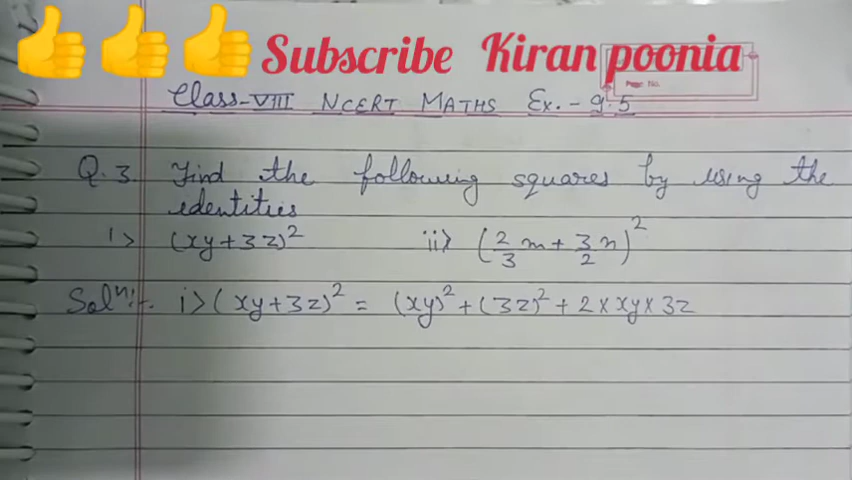 👍👍👍 Subscribe Kiran poonia
Page No.
Class-VIII NCERT MATHS Ex.-9.5
Q.3 Find the following squares by using the
identities
i> (xy+3z)² ii> (2/3 m + 3/2 n)²
Solⁿ:-. i> (xy+3z)² = (xy)² + (3z)² + 2×xy×3z